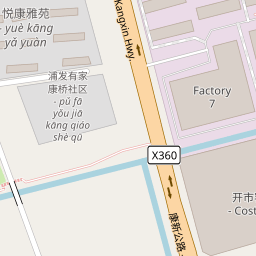 悦康雅苑
- yuè kāng
yǎ yuàn
Kangxin Hwy.
浦发有家
康桥社区
- pǔ fā
yǒu jiā
kāng qiáo
shè qū
Factory
7
X360
开市
- Cost
康新公路